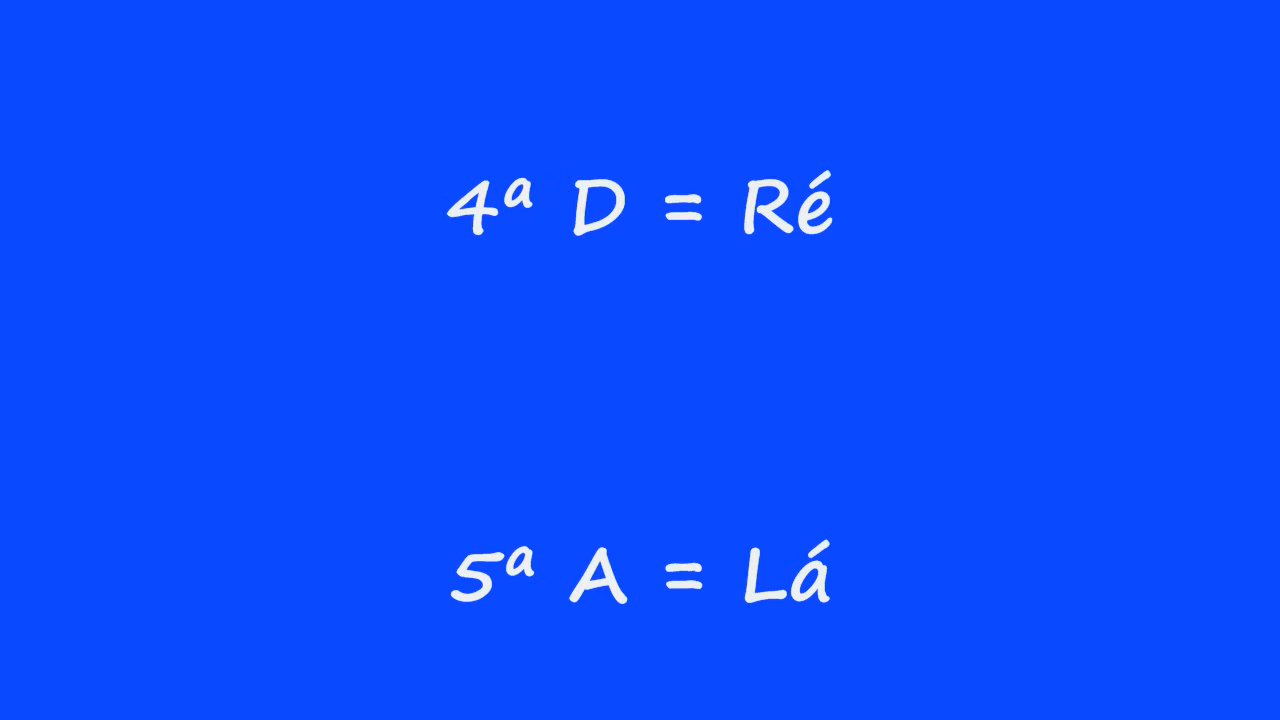 4ª D = Ré
5ª A = Lá